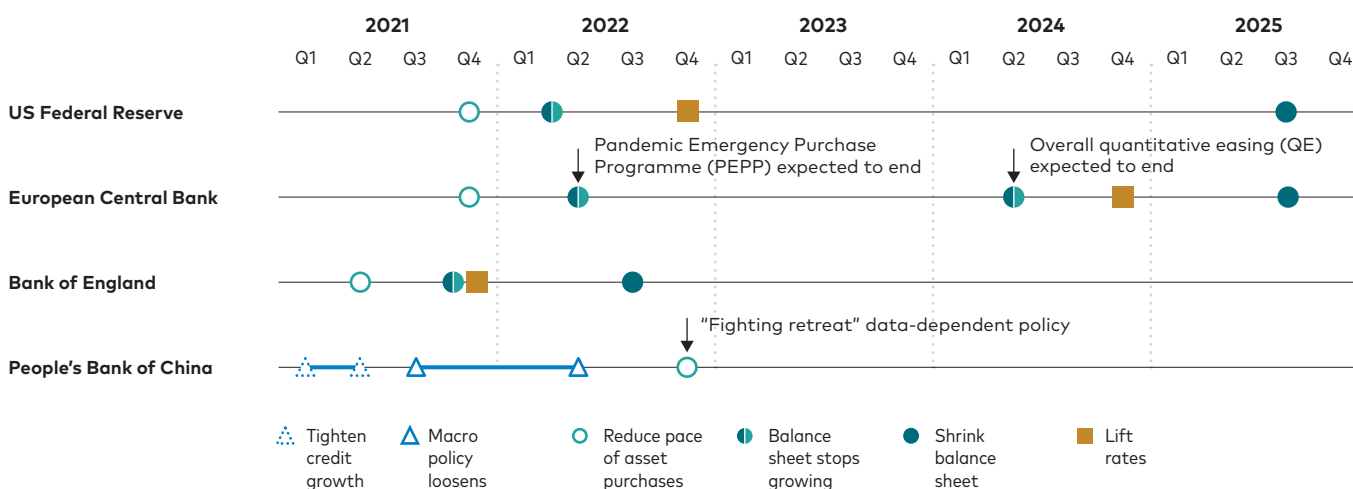 2021 2022 2023 2024 2025
Q1 Q2 Q3 Q4 Q1 Q2 Q3 Q4 Q1 Q2 Q3 Q4 Q1 Q2 Q3 Q4 Q1 Q2 Q3 Q4
US Federal Reserve
Pandemic Emergency Purchase
Programme (PEPP) expected to end
Overall quantitative easing (QE)
expected to end
European Central Bank
Bank of England
“Fighting retreat” data-dependent policy
People’s Bank of China
Tighten
credit
growth
Macro
policy
loosens
Reduce pace
of asset
purchases
Balance
sheet stops
growing
Shrink
balance
sheet
Lift
rates